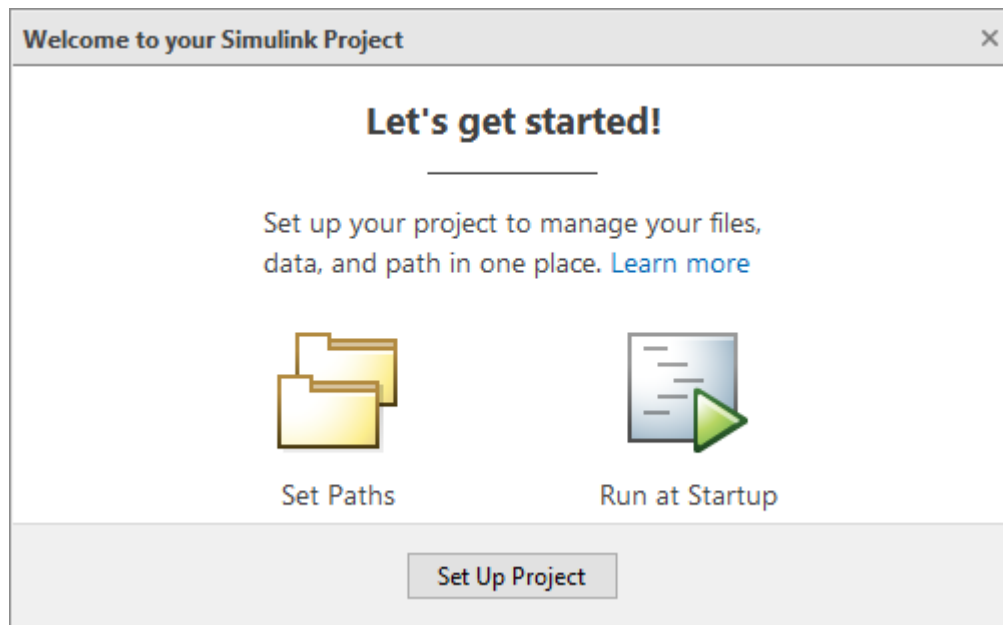 Welcome to your Simulink Project
Let's get started!
Set up your project to manage your files,
data, and path in one place. Learn more
Set Paths
Run at Startup
Set Up Project